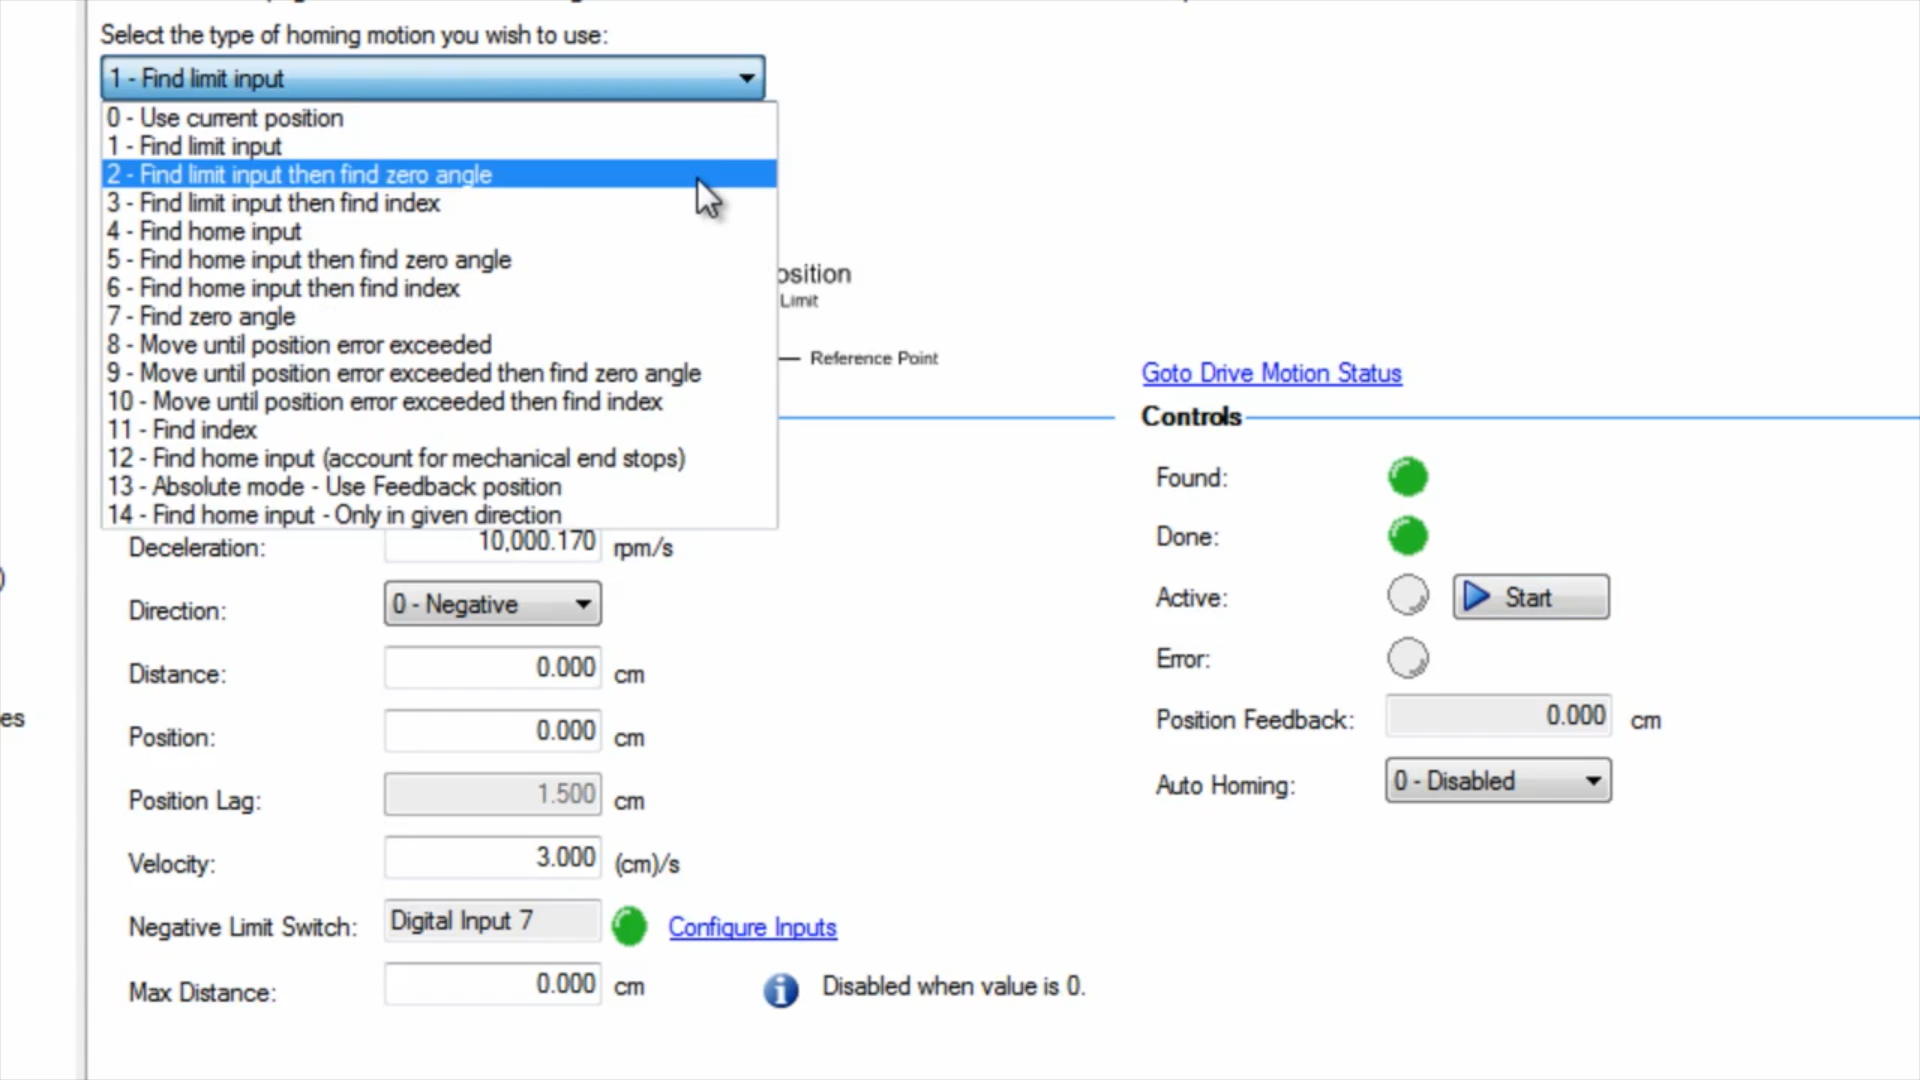 Select the type of homing motion you wish to use:
1 - Find limit input
0 - Use current position
1 - Find limit input
2 - Find limit input then find zero angle
3 - Find limit input then find index
4 - Find home input
5 - Find home input then find zero angle
6 - Find home input then find index
7 - Find zero angle
8 - Move until position error exceeded
9 - Move until position error exceeded then find zero angle
10 - Move until position error exceeded then find index
11 - Find index
12 - Find home input (account for mechanical end stops)
13 - Absolute mode - Use Feedback position
14 - Find home input - Only in given direction
osition
Limit
Reference Point
Deceleration: 10,000.170 rpm/s
Direction: 0 - Negative
Distance: 0.000 cm
Position: 0.000 cm
Position Lag: 1.500 cm
Velocity: 3.000 (cm)/s
Negative Limit Switch: Digital Input 7 Configure Inputs
Max Distance: 0.000 cm Disabled when value is 0.
Goto Drive Motion Status
Controls
Found:
Done:
Active: Start
Error:
Position Feedback: 0.000 cm
Auto Homing: 0 - Disabled
)
es